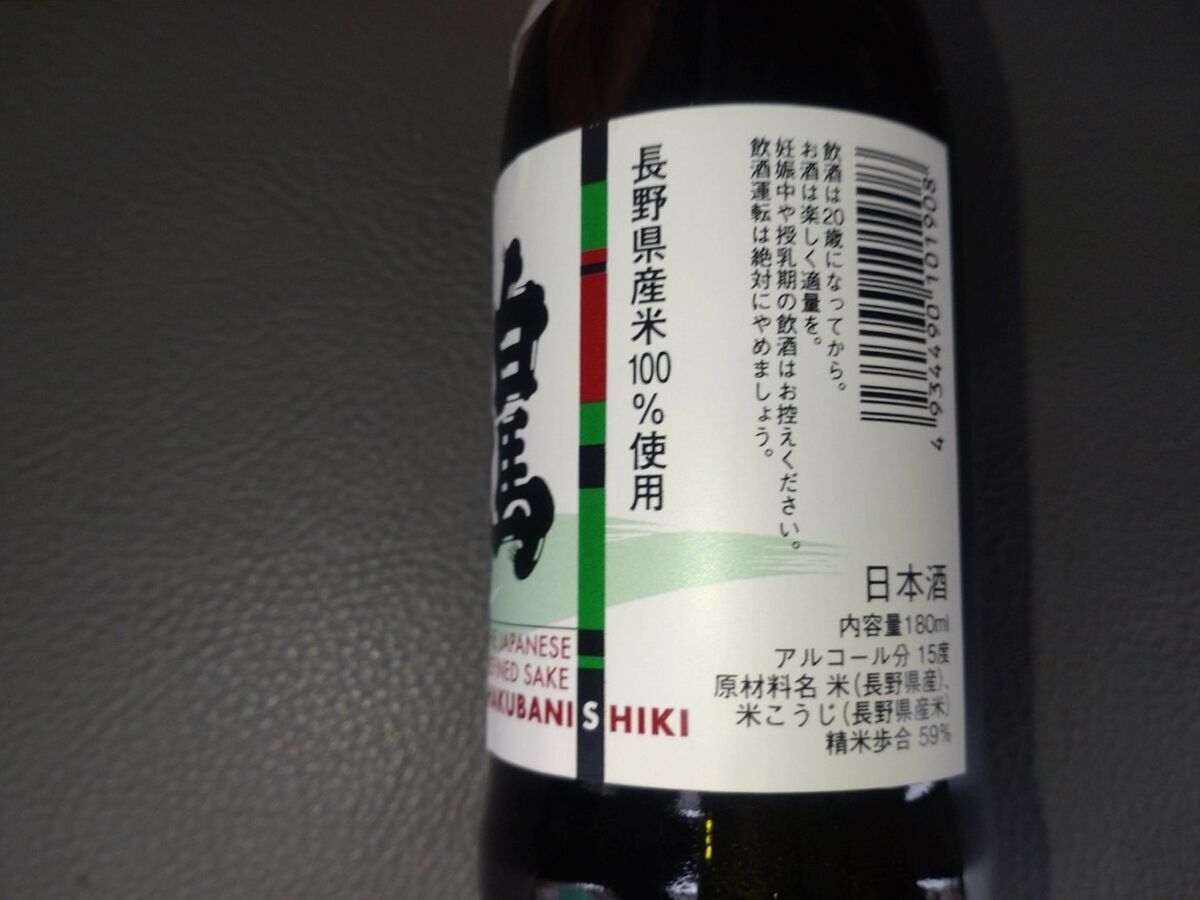 白馬
JAPANESE
SAKE
AKUBANISHIKI
長野県産米100%使用
4934490101908
飲酒は20歳になってから。
お酒は楽しく適量を。
妊娠中や授乳期の飲酒はお控えください。
飲酒運転は絶対にやめましょう。
日本酒
内容量180ml
アルコール分 15度
原材料名 米(長野県産)、
米こうじ(長野県産米)
精米歩合 59%